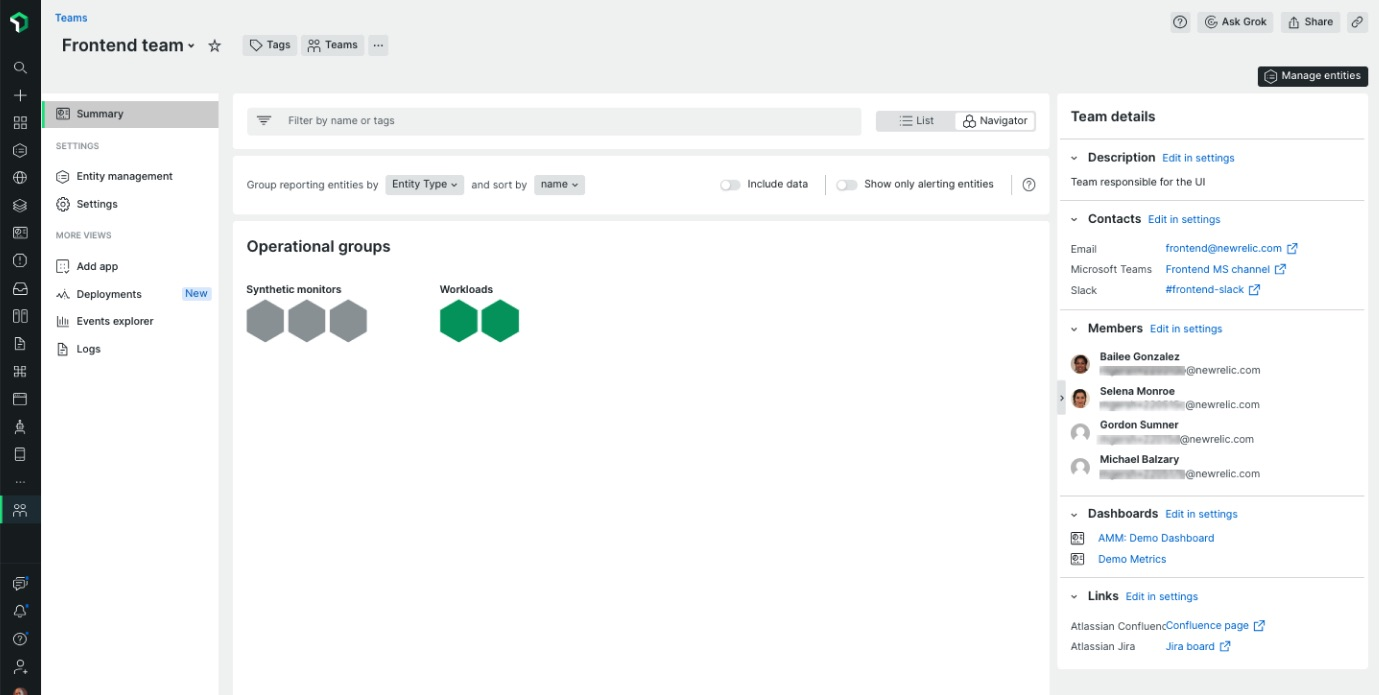 Teams
Frontend team
Tags
Teams
...
Ask Grok
Share
Manage entities
Summary
SETTINGS
Entity management
Settings
MORE VIEWS
Add app
Deployments New
Events explorer
Logs
Filter by name or tags
List
Navigator
Group reporting entities by Entity Type and sort by name
Include data
Show only alerting entities
Operational groups
Synthetic monitors
Workloads
Team details
Description Edit in settings
Team responsible for the UI
Contacts Edit in settings
Email frontend@newrelic.com
Microsoft Teams Frontend MS channel
Slack #frontend-slack
Members Edit in settings
Bailee Gonzalez
@newrelic.com
Selena Monroe
@newrelic.com
Gordon Sumner
@newrelic.com
Michael Balzary
@newrelic.com
Dashboards Edit in settings
AMM: Demo Dashboard
Demo Metrics
Links Edit in settings
Atlassian Confluenc Confluence page
Atlassian Jira Jira board